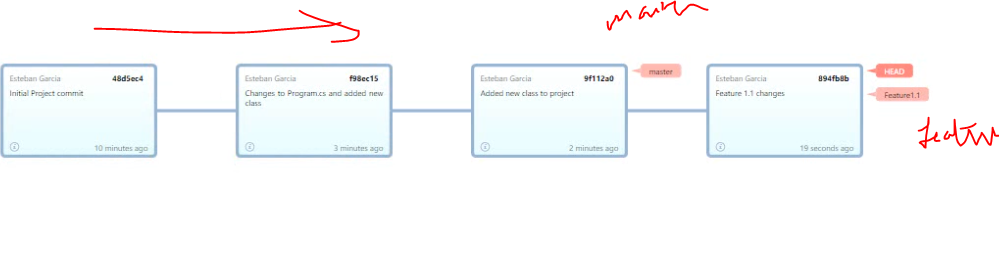 Esteban Garcia 48d5ec4
Initial Project commit
10 minutes ago
Esteban Garcia f98ec15
Changes to Program.cs and added new
class
3 minutes ago
Esteban Garcia 9f112a0
Added new class to project
2 minutes ago
master
Esteban Garcia 894fb8b
Feature 1.1 changes
19 seconds ago
HEAD
Feature1.1